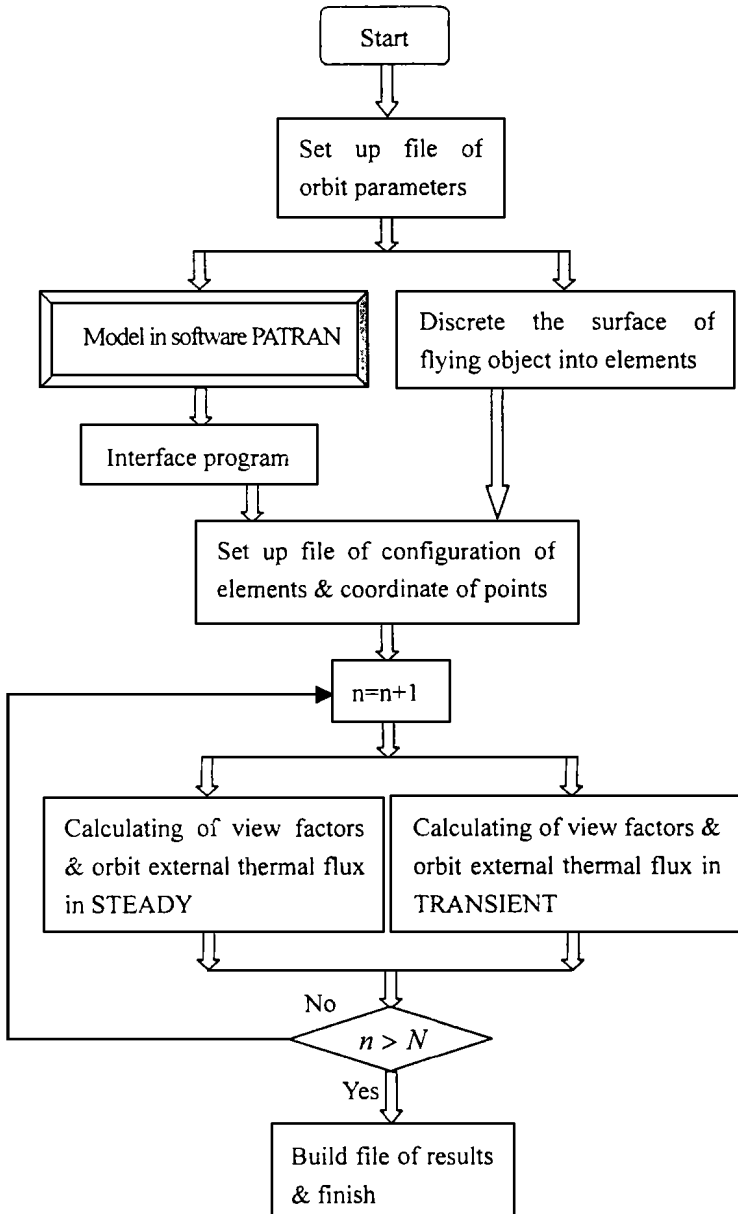 Start
Set up file of
orbit parameters
Model in software PATRAN
Discrete the surface of
flying object into elements
Interface program
Set up file of configuration of
elements & coordinate of points
n=n+1
Calculating of view factors
& orbit external thermal flux
in STEADY
Calculating of view factors &
orbit external thermal flux in
TRANSIENT
No
n > N
Yes
Build file of results
& finish